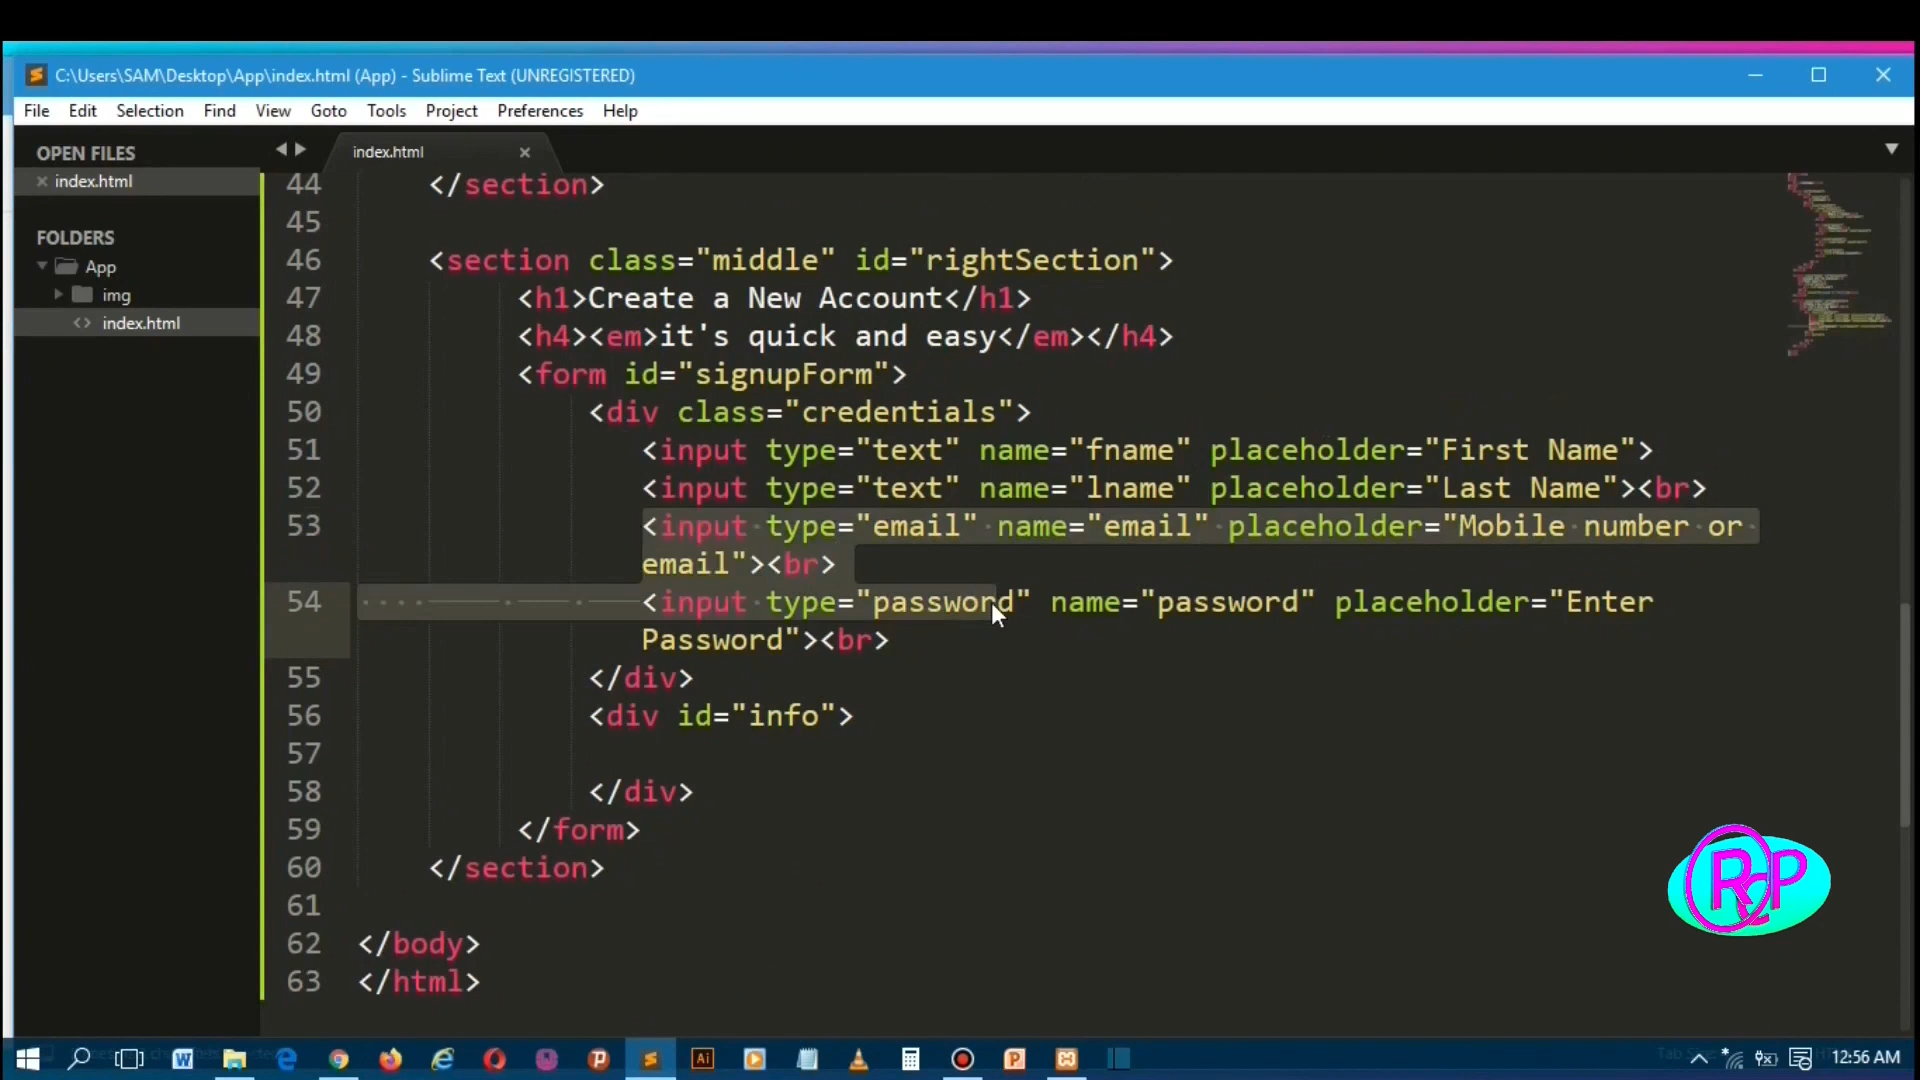 C:\Users\SAM\Desktop\App\index.html (App) - Sublime Text (UNREGISTERED)
File Edit Selection Find View Goto Tools Project Preferences Help
OPEN FILES
index.html
FOLDERS
App
img
index.html
index.html
44 </section>
45
46 <section class="middle" id="rightSection">
47 <h1>Create a New Account</h1>
48 <h4><em>it's quick and easy</em></h4>
49 <form id="signupForm">
50 <div class="credentials">
51 <input type="text" name="fname" placeholder="First Name">
52 <input type="text" name="lname" placeholder="Last Name"><br>
53 <input type="email" name="email" placeholder="Mobile number or
email"><br>
54 <input type="password" name="password" placeholder="Enter
Password"><br>
55 </div>
56 <div id="info">
57
58 </div>
59 </form>
60 </section>
61
62 </body>
63 </html>
RcP
12:56 AM